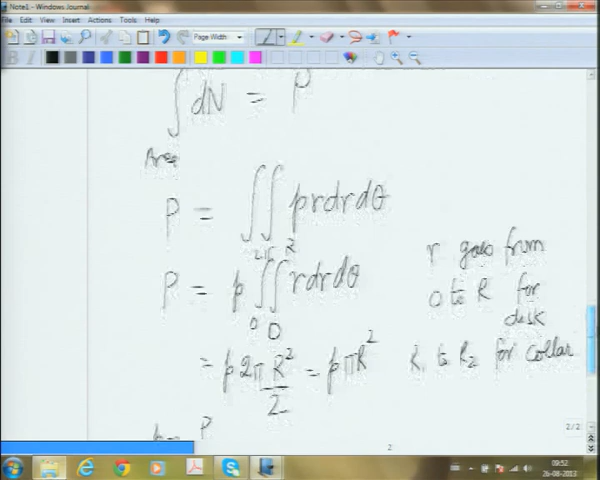 Note1 - Windows Journal
File Edit View Insert Actions Tools Help
Page Width
∫ dN = P
Area
P = ∫∫ p r dr dθ
P = p ∫₀^2π ∫₀^R r dr dθ
r goes from
0 to R for
disk
= p 2π R²/2 = p π R²
R₁ to R₂ for collar
p = P
2 / 2
2
09:52
26-08-2013